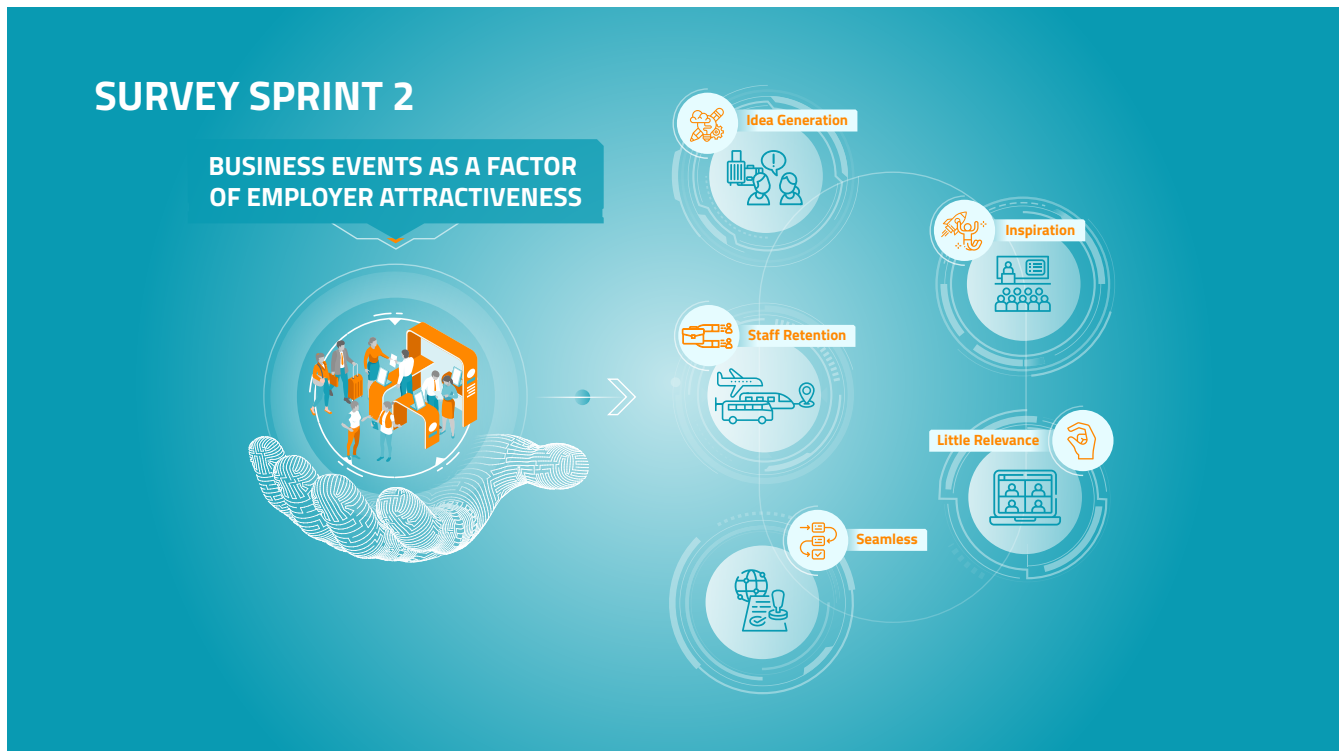 SURVEY SPRINT 2
BUSINESS EVENTS AS A FACTOR
OF EMPLOYER ATTRACTIVENESS
Idea Generation
Inspiration
Staff Retention
Little Relevance
Seamless